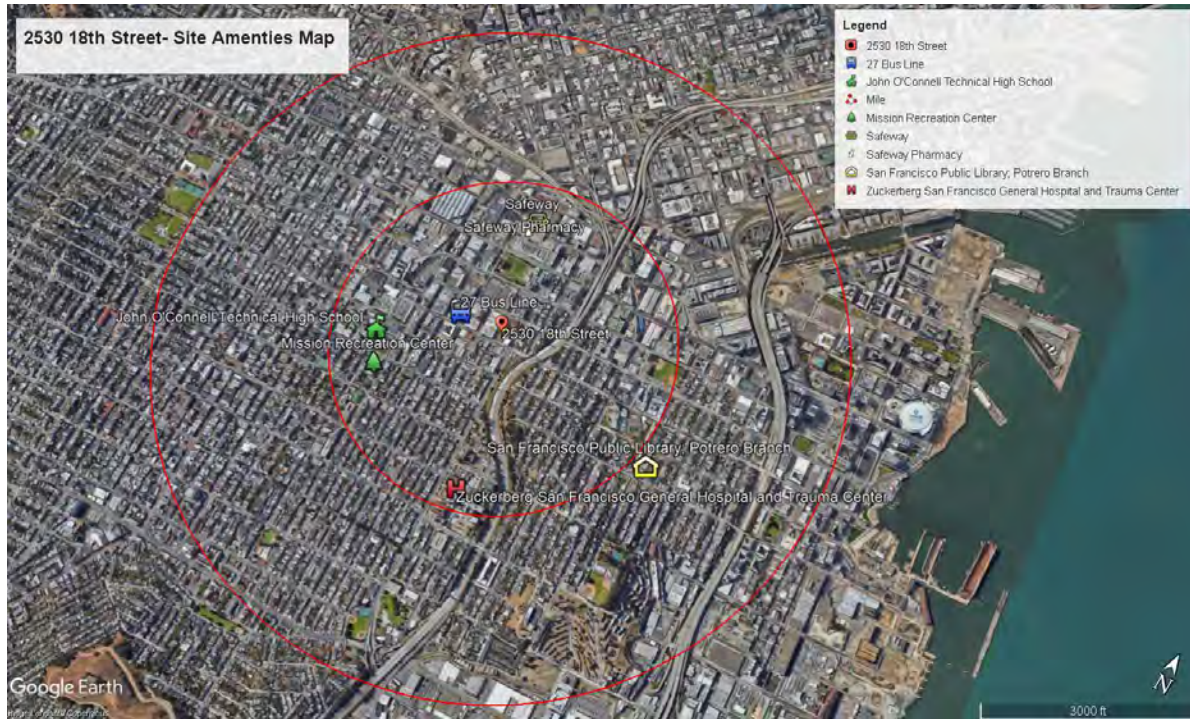 2530 18th Street- Site Amenties Map
Legend
2530 18th Street
27 Bus Line
John O'Connell Technical High School
Mile
Mission Recreation Center
Safeway
Safeway Pharmacy
San Francisco Public Library, Potrero Branch
Zuckerberg San Francisco General Hospital and Trauma Center
Safeway
Safeway Pharmacy
27 Bus Line
John O'Connell Technical High School
2530 18th Street
Mission Recreation Center
San Francisco Public Library, Potrero Branch
Zuckerberg San Francisco General Hospital and Trauma Center
Google Earth
N
3000 ft